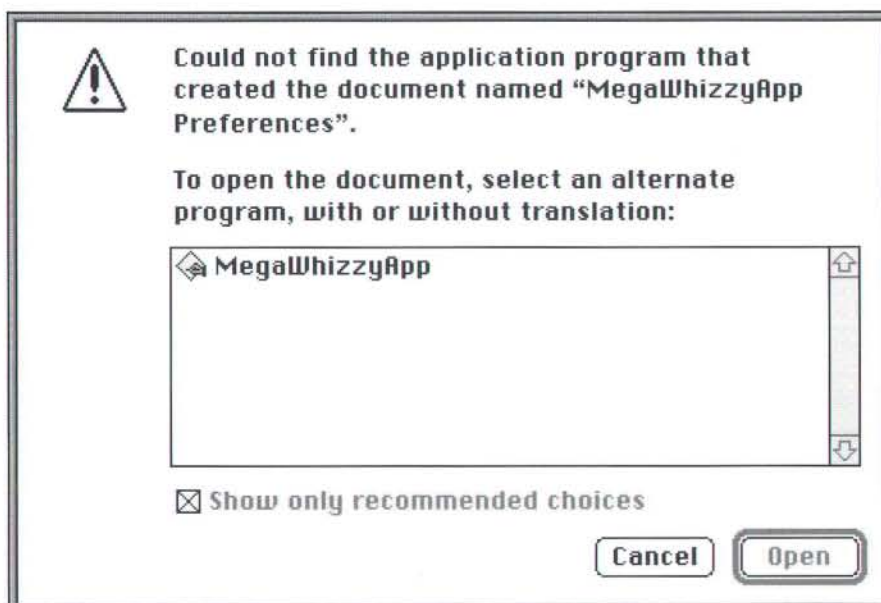 Could not find the application program that
created the document named “MegaWhizzyApp
Preferences”.
To open the document, select an alternate
program, with or without translation:
MegaWhizzyApp
Show only recommended choices
Cancel
Open